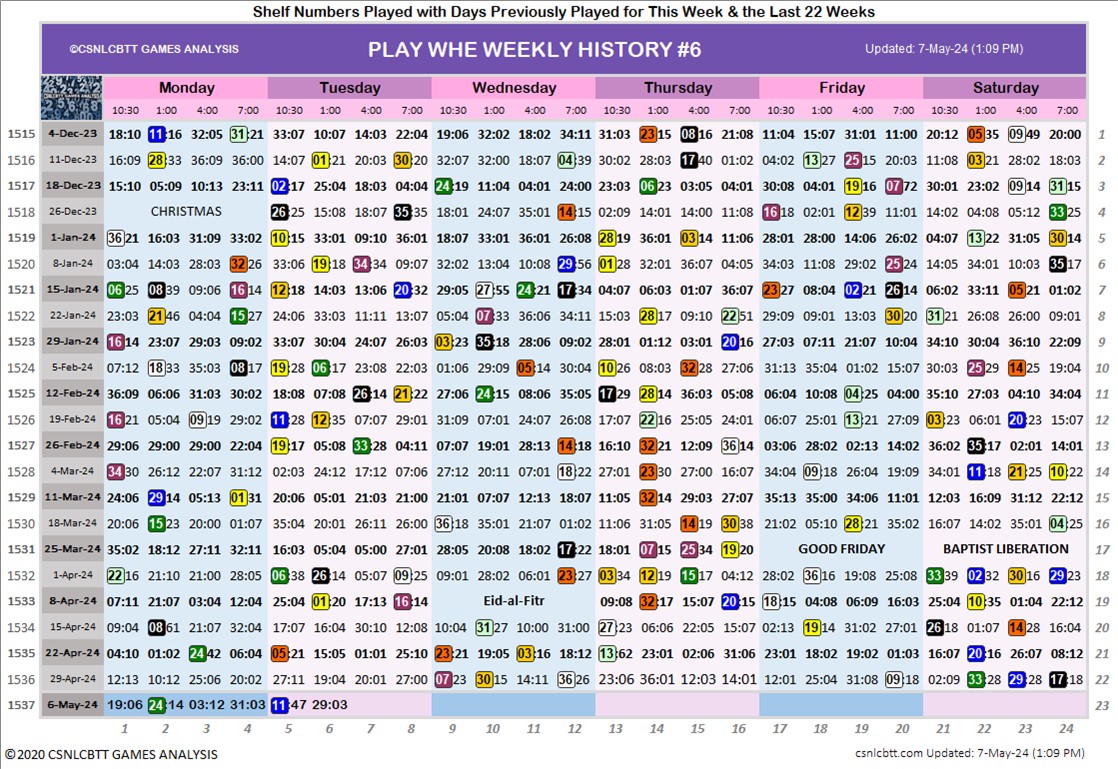 Shelf Numbers Played with Days Previously Played for This Week & the Last 22 Weeks
©CSNLCBTT GAMES ANALYSIS PLAY WHE WEEKLY HISTORY #6 Updated: 7-May-24 (1:09 PM)
Monday Tuesday Wednesday Thursday Friday Saturday
10:30 1:00 4:00 7:00 10:30 1:00 4:00 7:00 10:30 1:00 4:00 7:00 10:30 1:00 4:00 7:00 10:30 1:00 4:00 7:00 10:30 1:00 4:00 7:00
1515 4-Dec-23 18:10 11:16 32:05 31:21 33:07 10:07 14:03 22:04 19:06 32:02 18:02 34:11 31:03 23:15 08:16 21:08 11:04 15:07 31:01 11:00 20:12 05:35 09:49 20:00 1
1516 11-Dec-23 16:09 28:33 36:09 36:00 14:07 01:21 20:03 30:20 32:07 32:00 18:07 04:39 30:02 28:03 17:40 01:02 04:02 13:27 25:15 20:03 11:08 03:21 28:02 18:03 2
1517 18-Dec-23 15:10 05:09 10:13 23:11 02:17 25:04 18:03 04:04 24:19 11:04 04:01 24:00 23:03 06:23 03:05 04:01 30:08 04:01 19:16 07:72 30:01 23:02 09:14 31:15 3
1518 26-Dec-23 CHRISTMAS 26:25 15:08 18:07 35:35 18:01 24:07 35:01 14:15 02:09 14:01 14:00 11:08 16:18 02:01 12:39 11:01 14:02 04:08 05:12 33:25 4
1519 1-Jan-24 36:21 16:03 31:09 33:02 10:15 33:01 09:10 36:01 18:07 33:01 36:01 26:08 28:19 36:01 03:14 11:06 28:01 28:00 14:06 26:02 04:07 13:22 31:05 30:14 5
1520 8-Jan-24 03:04 14:03 28:03 32:26 33:06 19:18 34:34 09:07 32:02 13:04 10:08 29:56 01:28 32:01 36:07 04:05 34:03 11:08 29:02 25:24 14:05 34:01 10:03 35:17 6
1521 15-Jan-24 06:25 08:39 09:06 16:14 12:18 14:03 13:06 20:32 29:05 27:55 24:21 17:34 04:07 06:03 01:07 36:07 23:27 08:04 02:21 26:14 06:02 33:11 05:21 01:02 7
1522 22-Jan-24 23:03 21:46 04:04 15:27 24:06 33:03 11:11 13:07 05:04 07:33 36:06 34:11 15:03 28:17 09:10 22:51 29:09 09:01 13:03 30:20 31:21 26:08 26:00 09:01 8
1523 29-Jan-24 16:14 23:07 29:03 09:02 33:07 30:04 24:07 26:03 03:23 35:18 28:06 09:02 28:01 01:12 03:01 20:16 27:03 07:11 21:07 10:04 34:10 30:04 36:10 22:09 9
1524 5-Feb-24 07:12 18:33 35:03 08:17 19:28 06:17 23:08 22:03 01:06 29:09 05:14 30:04 10:26 08:03 32:28 27:06 31:13 35:04 01:02 15:07 30:03 25:29 23:14 19:04 10
1525 12-Feb-24 36:09 06:06 31:03 30:02 18:08 07:08 26:14 21:22 27:06 24:15 08:06 35:05 17:29 28:14 36:03 05:08 06:04 10:08 04:25 04:00 35:10 27:03 04:10 34:04 11
1526 19-Feb-24 16:21 05:04 09:19 29:02 11:28 12:35 07:07 29:01 31:09 07:01 24:07 26:08 17:07 22:16 25:05 24:01 06:07 25:01 13:21 27:09 03:23 06:01 20:23 15:07 12
1527 26-Feb-24 29:06 29:00 29:00 22:04 19:17 05:08 33:28 04:11 07:07 19:01 28:13 14:18 16:10 32:21 12:09 36:14 03:05 28:02 02:13 14:02 36:02 35:17 02:01 14:01 13
1528 4-Mar-24 34:30 26:12 22:07 31:12 02:03 24:12 17:12 07:06 27:12 20:11 07:01 18:22 27:01 23:30 27:00 16:07 34:04 09:18 26:04 19:09 34:01 11:18 21:25 10:22 14
1529 11-Mar-24 24:06 29:14 05:13 01:31 20:06 05:01 21:03 21:00 21:01 07:07 12:13 18:07 11:05 32:14 29:03 27:07 35:13 35:00 34:06 11:01 12:03 16:09 31:12 22:12 15
1530 18-Mar-24 20:06 15:23 20:00 01:07 35:04 20:01 26:11 26:00 36:18 35:01 21:07 01:02 11:06 31:05 14:19 30:38 21:02 05:10 28:21 35:02 16:07 14:02 35:01 04:25 16
1531 25-Mar-24 35:02 18:12 27:11 32:11 16:03 05:04 05:00 27:01 28:05 20:08 18:02 17:22 18:01 07:15 25:34 19:20 GOOD FRIDAY BAPTIST LIBERATION 17
1532 1-Apr-24 22:16 21:10 21:00 28:05 06:38 26:14 05:07 09:25 09:01 28:02 06:01 23:27 03:34 12:19 15:17 04:12 28:02 36:16 19:08 25:08 33:39 02:32 30:16 29:23 18
1533 8-Apr-24 07:11 21:07 03:04 12:04 25:04 01:20 17:13 16:14 Eid-al-Fitr 09:08 32:17 15:07 20:15 18:15 04:08 06:09 16:03 25:04 10:35 01:04 22:12 19
1534 15-Apr-24 09:04 08:61 21:07 32:04 17:07 16:04 30:10 12:08 10:04 31:27 10:00 31:00 27:23 06:06 22:05 15:07 02:13 19:14 31:02 27:01 26:18 01:07 14:28 16:04 20
1535 22-Apr-24 04:10 01:02 24:42 06:04 05:21 15:05 01:01 25:10 23:21 19:05 03:16 18:12 13:62 23:01 02:06 31:06 23:01 18:02 19:02 01:03 16:07 20:16 26:07 08:12 21
1536 29-Apr-24 12:13 10:12 25:06 20:02 27:11 19:04 20:01 27:00 07:23 30:15 14:11 36:26 23:06 36:01 12:03 14:01 12:01 25:04 31:08 09:18 02:09 33:28 29:28 17:18 22
1537 6-May-24 19:06 24:14 03:12 31:03 11:47 29:03 23
1 2 3 4 5 6 7 8 9 10 11 12 13 14 15 16 17 18 19 20 21 22 23 24
©2020 CSNLCBTT GAMES ANALYSIS csnlcbtt.com Updated: 7-May-24 (1:09 PM)